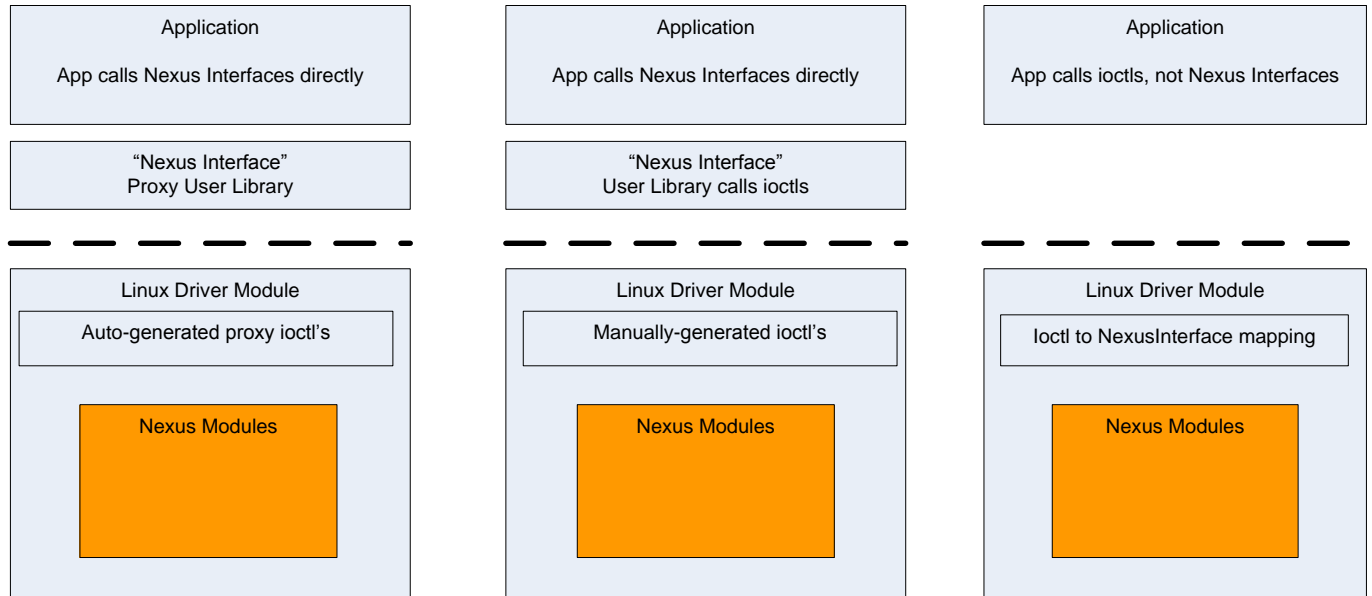 Application
App calls Nexus Interfaces directly
“Nexus Interface”
Proxy User Library
Linux Driver Module
Auto-generated proxy ioctl’s
Nexus Modules
Application
App calls Nexus Interfaces directly
“Nexus Interface”
User Library calls ioctls
Linux Driver Module
Manually-generated ioctl’s
Nexus Modules
Application
App calls ioctls, not Nexus Interfaces
Linux Driver Module
Ioctl to NexusInterface mapping
Nexus Modules